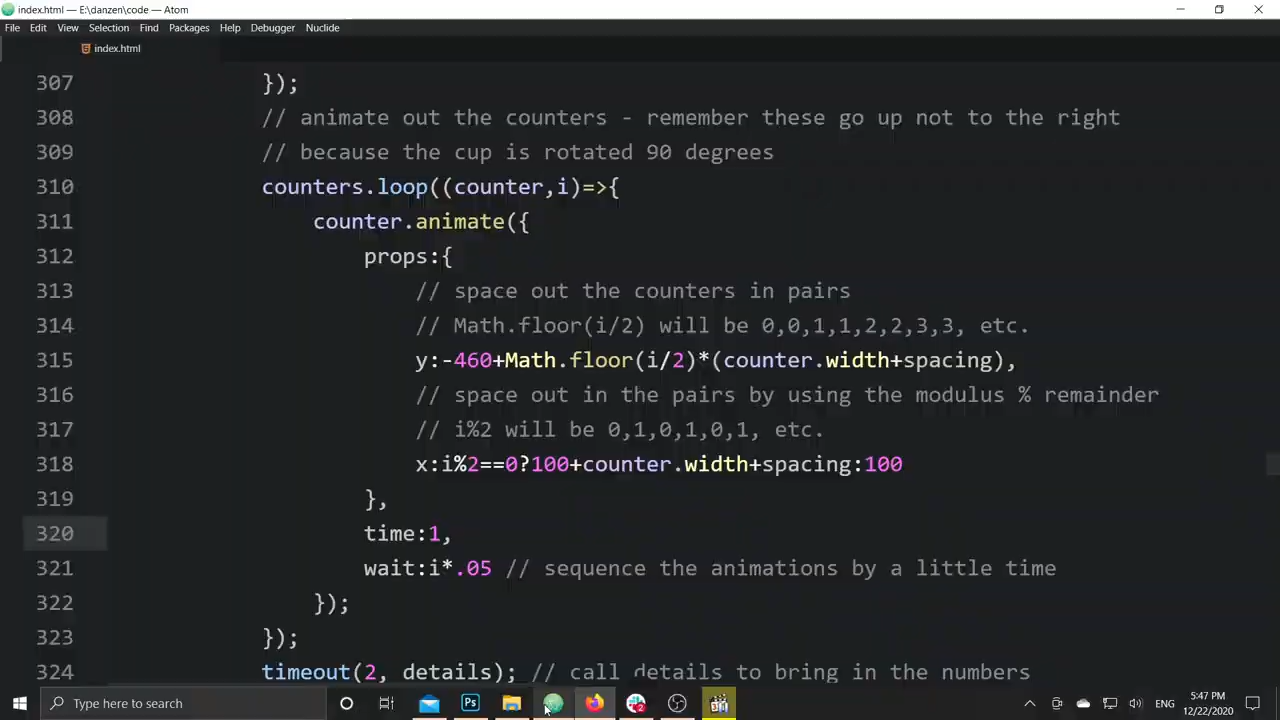 index.html — E:\danzen\code — Atom
File Edit View Selection Find Packages Help Debugger Nuclide
index.html
307 });
308 // animate out the counters - remember these go up not to the right
309 // because the cup is rotated 90 degrees
310 counters.loop((counter,i)=>{
311 counter.animate({
312 props:{
313 // space out the counters in pairs
314 // Math.floor(i/2) will be 0,0,1,1,2,2,3,3, etc.
315 y:-460+Math.floor(i/2)*(counter.width+spacing),
316 // space out in the pairs by using the modulus % remainder
317 // i%2 will be 0,1,0,1,0,1, etc.
318 x:i%2==0?100+counter.width+spacing:100
319 },
320 time:1,
321 wait:i*.05 // sequence the animations by a little time
322 });
323 });
324 timeout(2, details); // call details to bring in the numbers
Type here to search
Ps
2
ENG
5:47 PM
12/22/2020